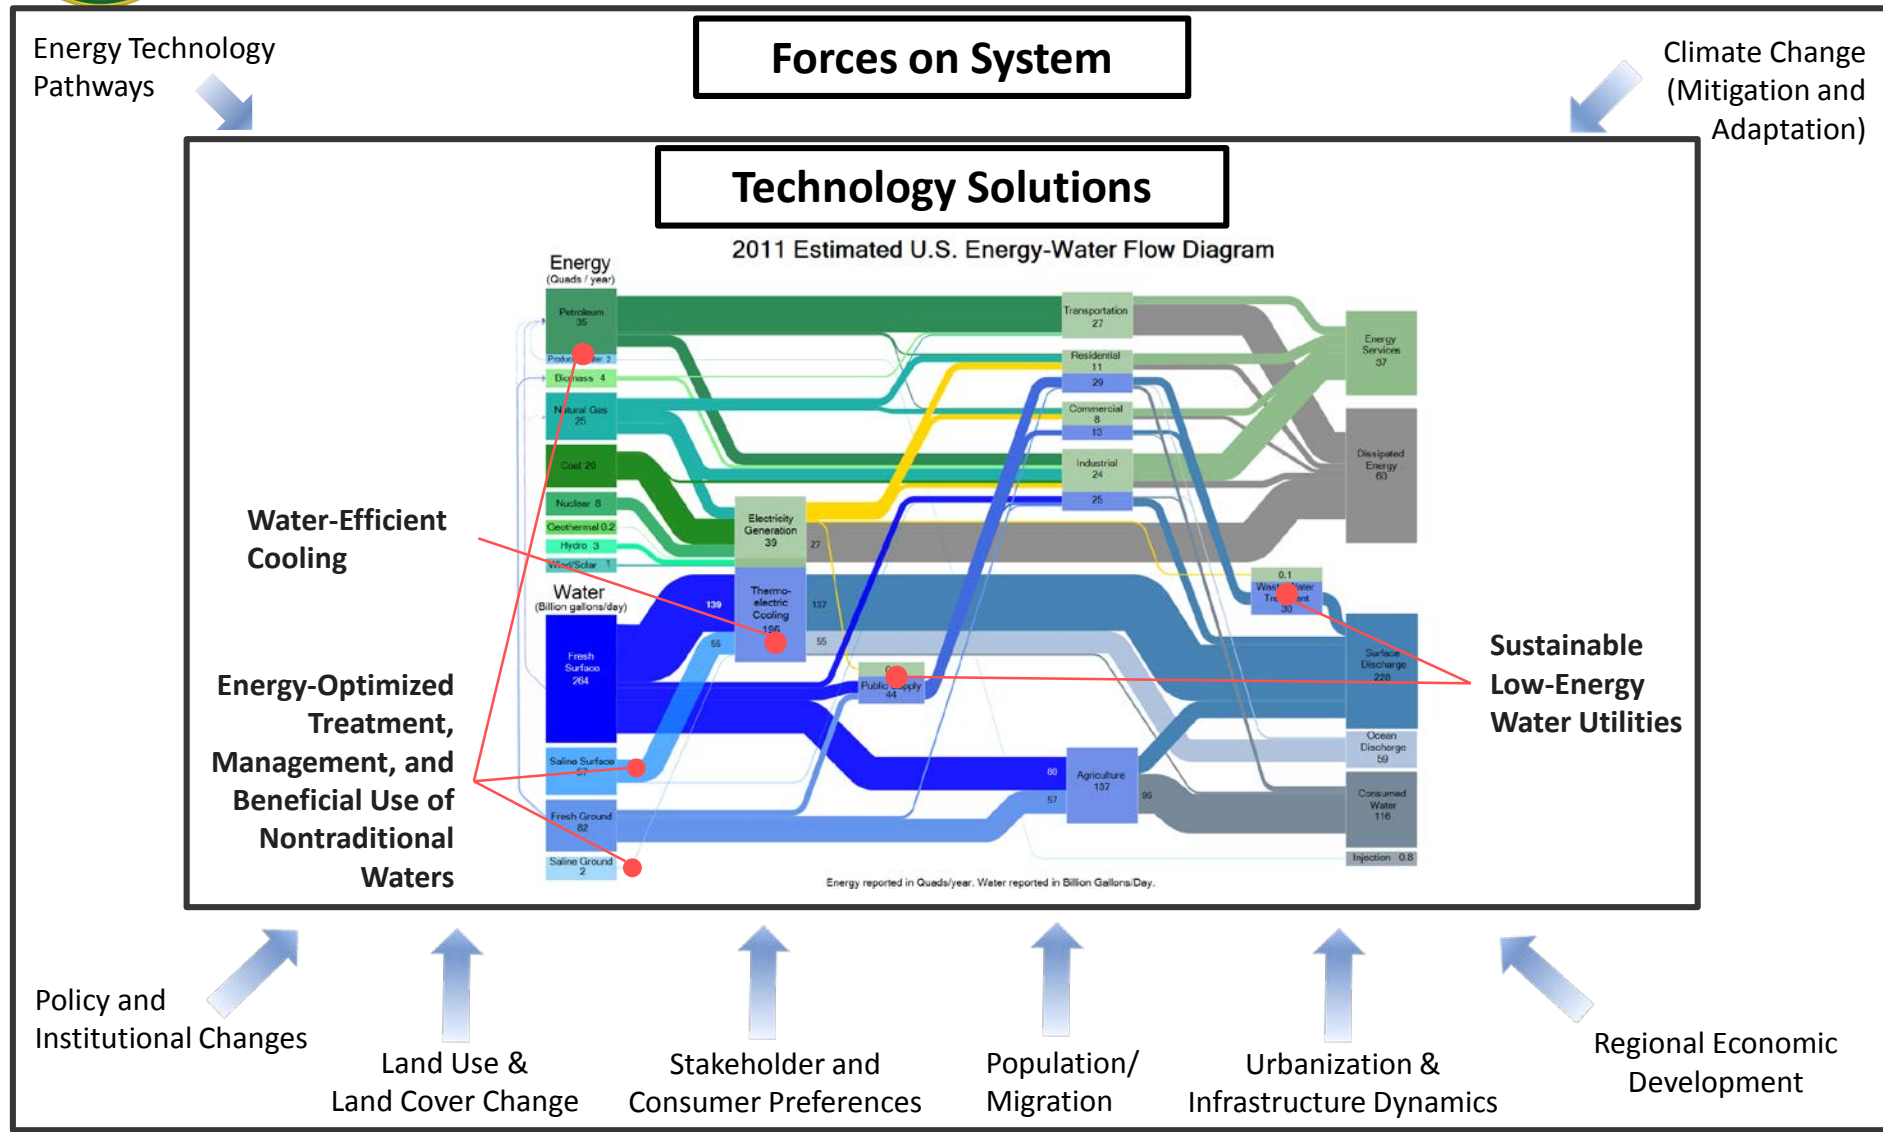 Forces on System
Energy Technology
Pathways
Climate Change
(Mitigation and
Adaptation)
Technology Solutions
2011 Estimated U.S. Energy-Water Flow Diagram
Energy
(Quads / year)
Petroleum
35
2
Biomass 4
Natural Gas
25
Coal 20
Nuclear 8
Geothermal 0.2
Hydro 3
Wind/Solar 1
Water
(Billion gallons/day)
Fresh
Surface
264
Saline Surface
57
Fresh Ground
82
Saline Ground
2
Electricity
Generation
39
27
Thermo-
electric
Cooling
196
139
55
137
55
Public Supply
44
Transportation
27
Residential
11
29
Commercial
8
13
Industrial
24
25
Agriculture
137
80
57
0.1
Waste Water
Treatment
30
Energy
Services
37
Dissipated
Energy
60
Surface
Discharge
228
Ocean
Discharge
59
Consumed
Water
116
Injection 0.8
Energy reported in Quads/year. Water reported in Billion Gallons/Day.
Water-Efficient
Cooling
Energy-Optimized
Treatment,
Management, and
Beneficial Use of
Nontraditional
Waters
Sustainable
Low-Energy
Water Utilities
Policy and
Institutional Changes
Land Use &
Land Cover Change
Stakeholder and
Consumer Preferences
Population/
Migration
Urbanization &
Infrastructure Dynamics
Regional Economic
Development